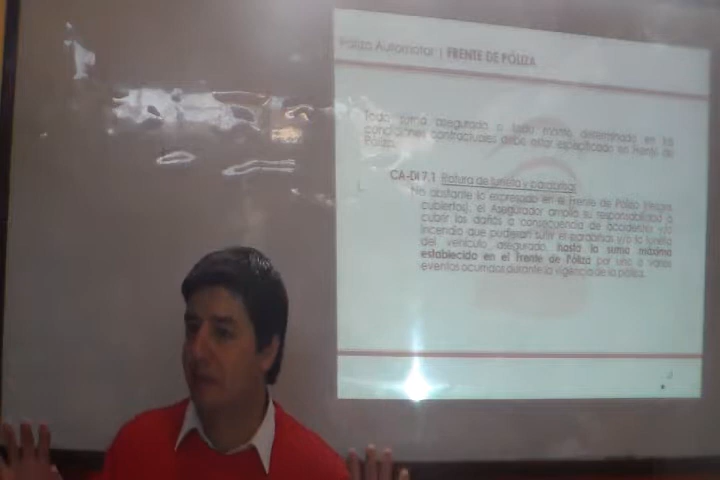 Póliza Automotor | FRENTE DE PÓLIZA
Toda suma asegurada o todo monto determinado en las
condiciones contractuales debe estar especificado en Frente de
Póliza.
CA-DI 7.1 Rotura de luneta y parabrisas
No obstante lo expresado en el Frente de Póliza (riesgos
cubiertos), el Asegurador amplía su responsabilidad a
cubrir los daños a consecuencia de accidente y/o
incendio que pudieran sufrir el parabrisas y/o la luneta
del vehículo asegurado, hasta la suma máxima
establecida en el Frente de Póliza por uno o varios
eventos ocurridos durante la vigencia de la póliza.